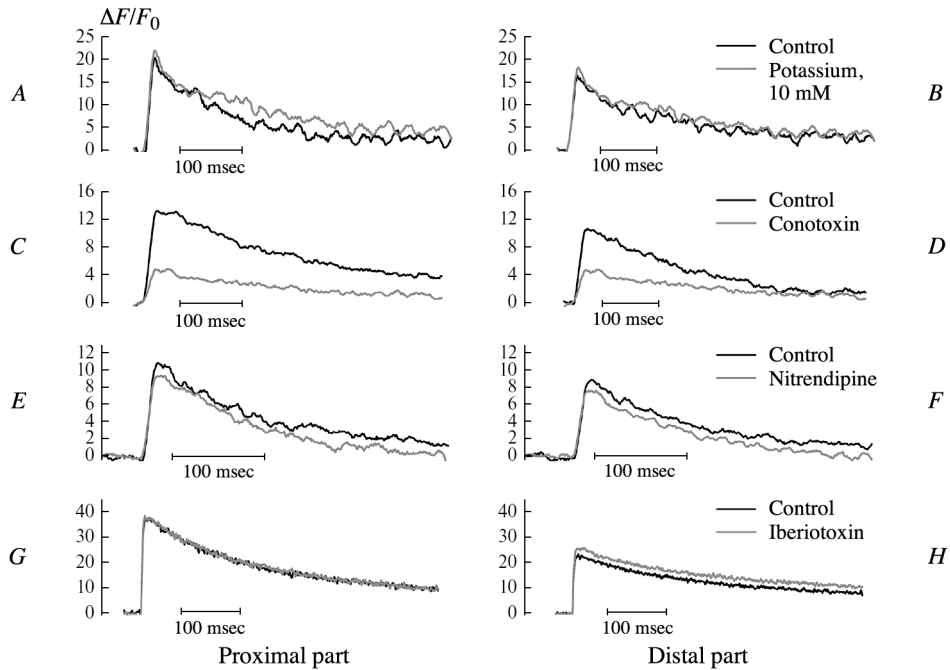 ΔF/F0
25
20
15
10
5
0
A
100 msec
25
20
15
10
5
0
Control
Potassium,
10 mM
B
100 msec
16
12
8
4
0
C
100 msec
16
12
8
4
0
Control
Conotoxin
D
100 msec
12
10
8
6
4
2
0
E
100 msec
12
10
8
6
4
2
0
Control
Nitrendipine
F
100 msec
40
30
20
10
0
G
100 msec
40
30
20
10
0
Control
Iberiotoxin
H
100 msec
Proximal part
Distal part